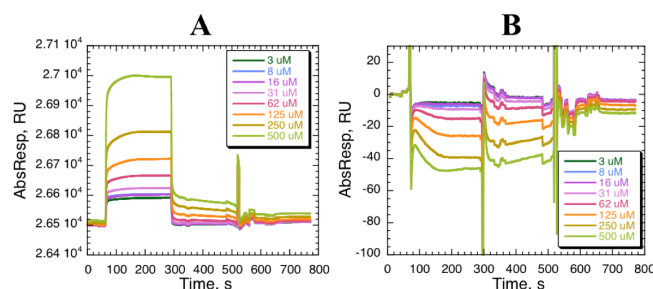 A
B
2.71 10⁴
2.7 10⁴
2.69 10⁴
2.68 10⁴
2.67 10⁴
2.66 10⁴
2.65 10⁴
2.64 10⁴
AbsResp, RU
0 100 200 300 400 500 600 700 800
Time, s
3 uM
8 uM
16 uM
31 uM
62 uM
125 uM
250 uM
500 uM
20
0
-20
-40
-60
-80
-100
AbsResp, RU
0 100 200 300 400 500 600 700 800
Time, s
3 uM
8 uM
16 uM
31 uM
62 uM
125 uM
250 uM
500 uM